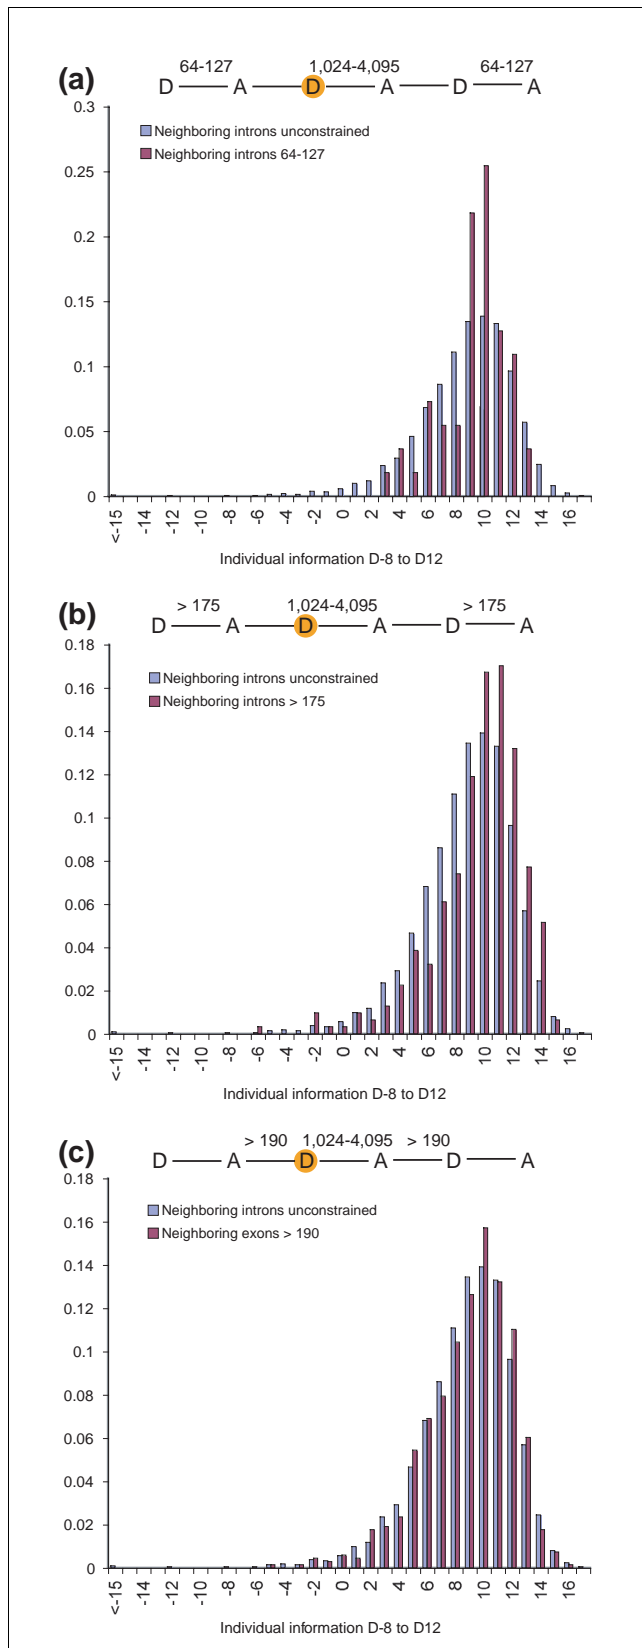 (a)
64-127 1,024-4,095 64-127
D A D A D A
0.3
Neighboring introns unconstrained
Neighboring introns 64-127
0.25
0.2
0.15
0.1
0.05
0
<-15 -14 -12 -10 -8 -6 -4 -2 0 2 4 6 8 10 12 14 16
Individual information D-8 to D12
(b)
> 175 1,024-4,095 > 175
D A D A D A
0.18
Neighboring introns unconstrained
Neighboring introns > 175
0.16
0.14
0.12
0.1
0.08
0.06
0.04
0.02
0
<-15 -14 -12 -10 -8 -6 -4 -2 0 2 4 6 8 10 12 14 16
Individual information D-8 to D12
(c)
> 190 1,024-4,095 > 190
D A D A D A
0.18
Neighboring introns unconstrained
Neighboring exons > 190
0.16
0.14
0.12
0.1
0.08
0.06
0.04
0.02
0
<-15 -14 -12 -10 -8 -6 -4 -2 0 2 4 6 8 10 12 14 16
Individual information D-8 to D12